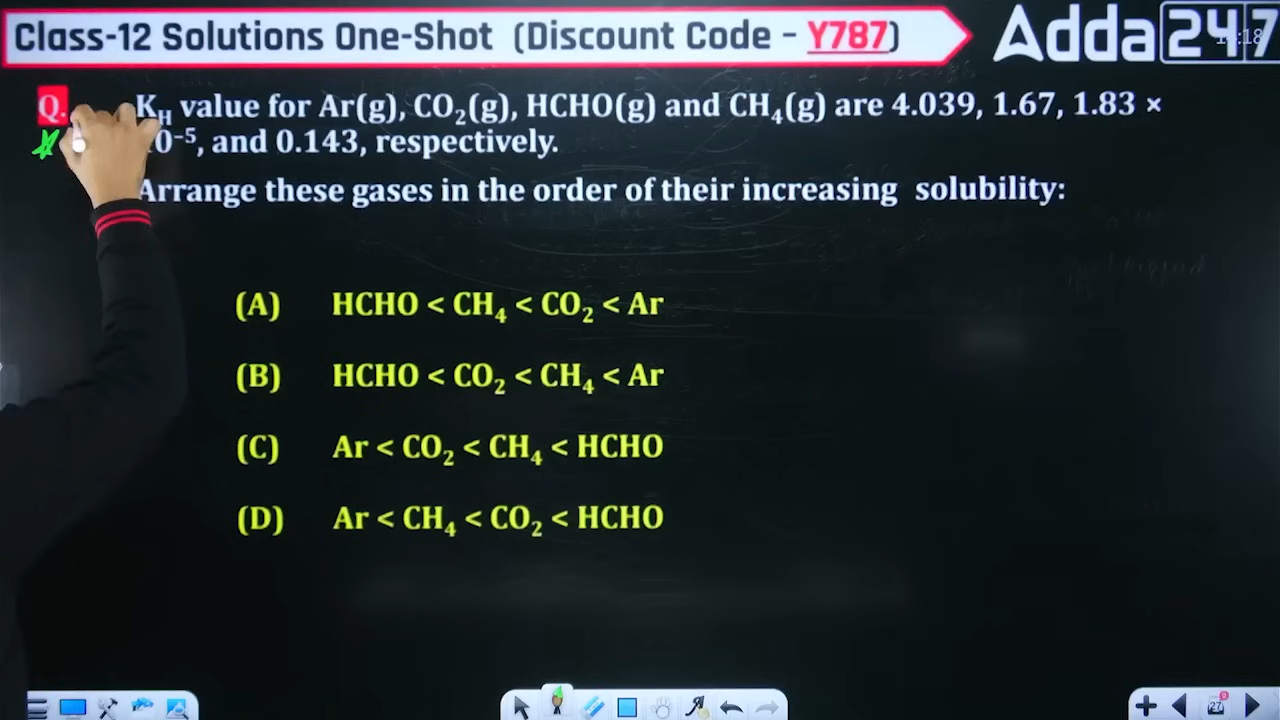 Class-12 Solutions One-Shot (Discount Code - Y787)
Adda247
Q. K_H value for Ar(g), CO₂(g), HCHO(g) and CH₄(g) are 4.039, 1.67, 1.83 ×
0⁻⁵, and 0.143, respectively.
Arrange these gases in the order of their increasing solubility:
(A) HCHO < CH₄ < CO₂ < Ar
(B) HCHO < CO₂ < CH₄ < Ar
(C) Ar < CO₂ < CH₄ < HCHO
(D) Ar < CH₄ < CO₂ < HCHO
27